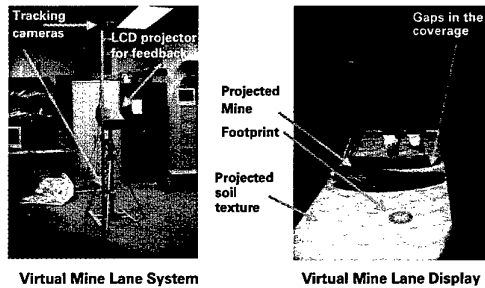 Tracking
cameras
LCD projector
for feedback
Gaps in the
coverage
Projected
Mine
Footprint
Projected
soil
texture
Virtual Mine Lane System
Virtual Mine Lane Display